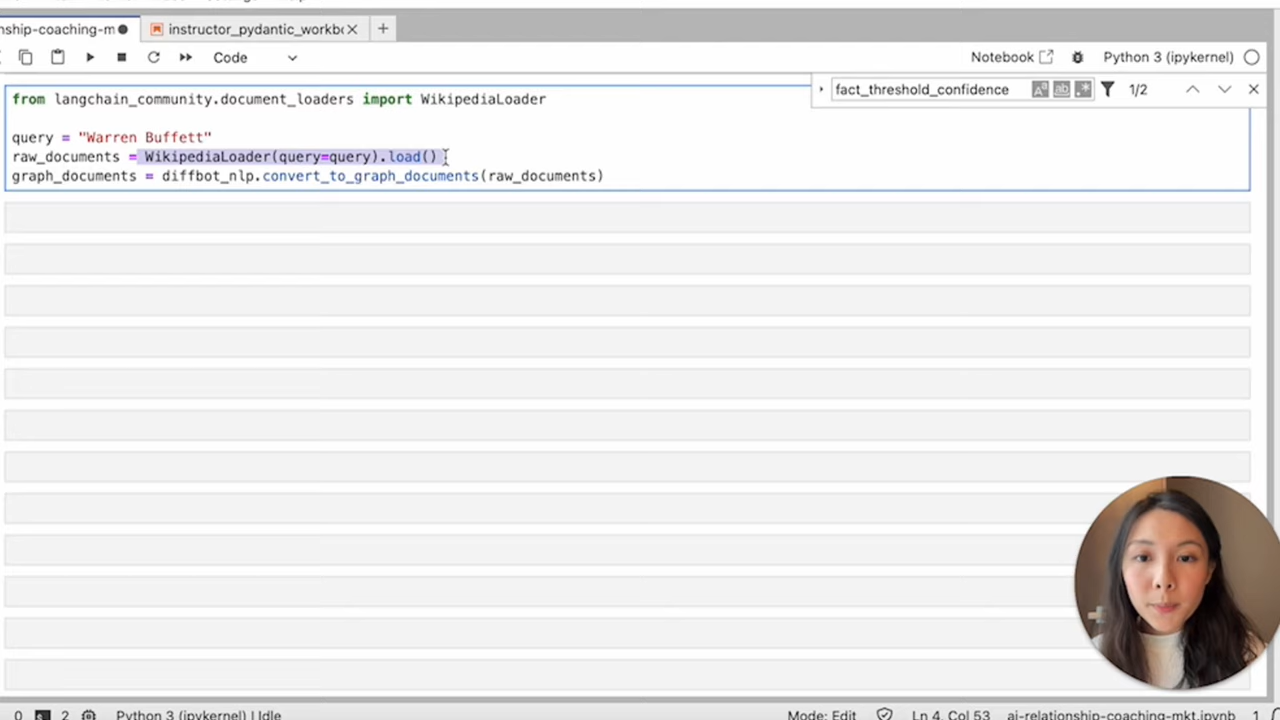 nship-coaching-m
instructor_pydantic_workb
Code
Notebook
Python 3 (ipykernel)
fact_threshold_confidence
1/2
from langchain_community.document_loaders import WikipediaLoader
query = "Warren Buffett"
raw_documents = WikipediaLoader(query=query).load()
graph_documents = diffbot_nlp.convert_to_graph_documents(raw_documents)
0
2
Python 3 (ipykernel) | Idle
Mode: Edit
Ln 4, Col 53
ai-relationship-coaching-mkt.ipynb
1